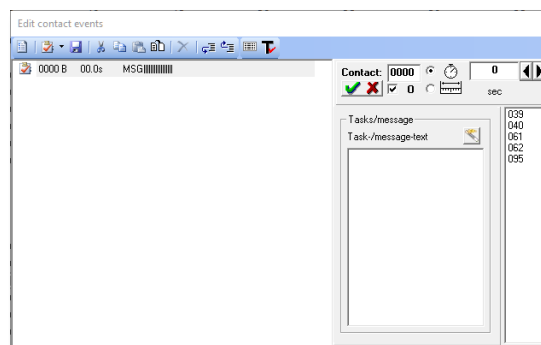 Edit contact events
0000 B 00.0s MSG||||||||||||
Contact: 0000 0
0 sec
Tasks/message
Task-/message-text
039
040
061
062
095